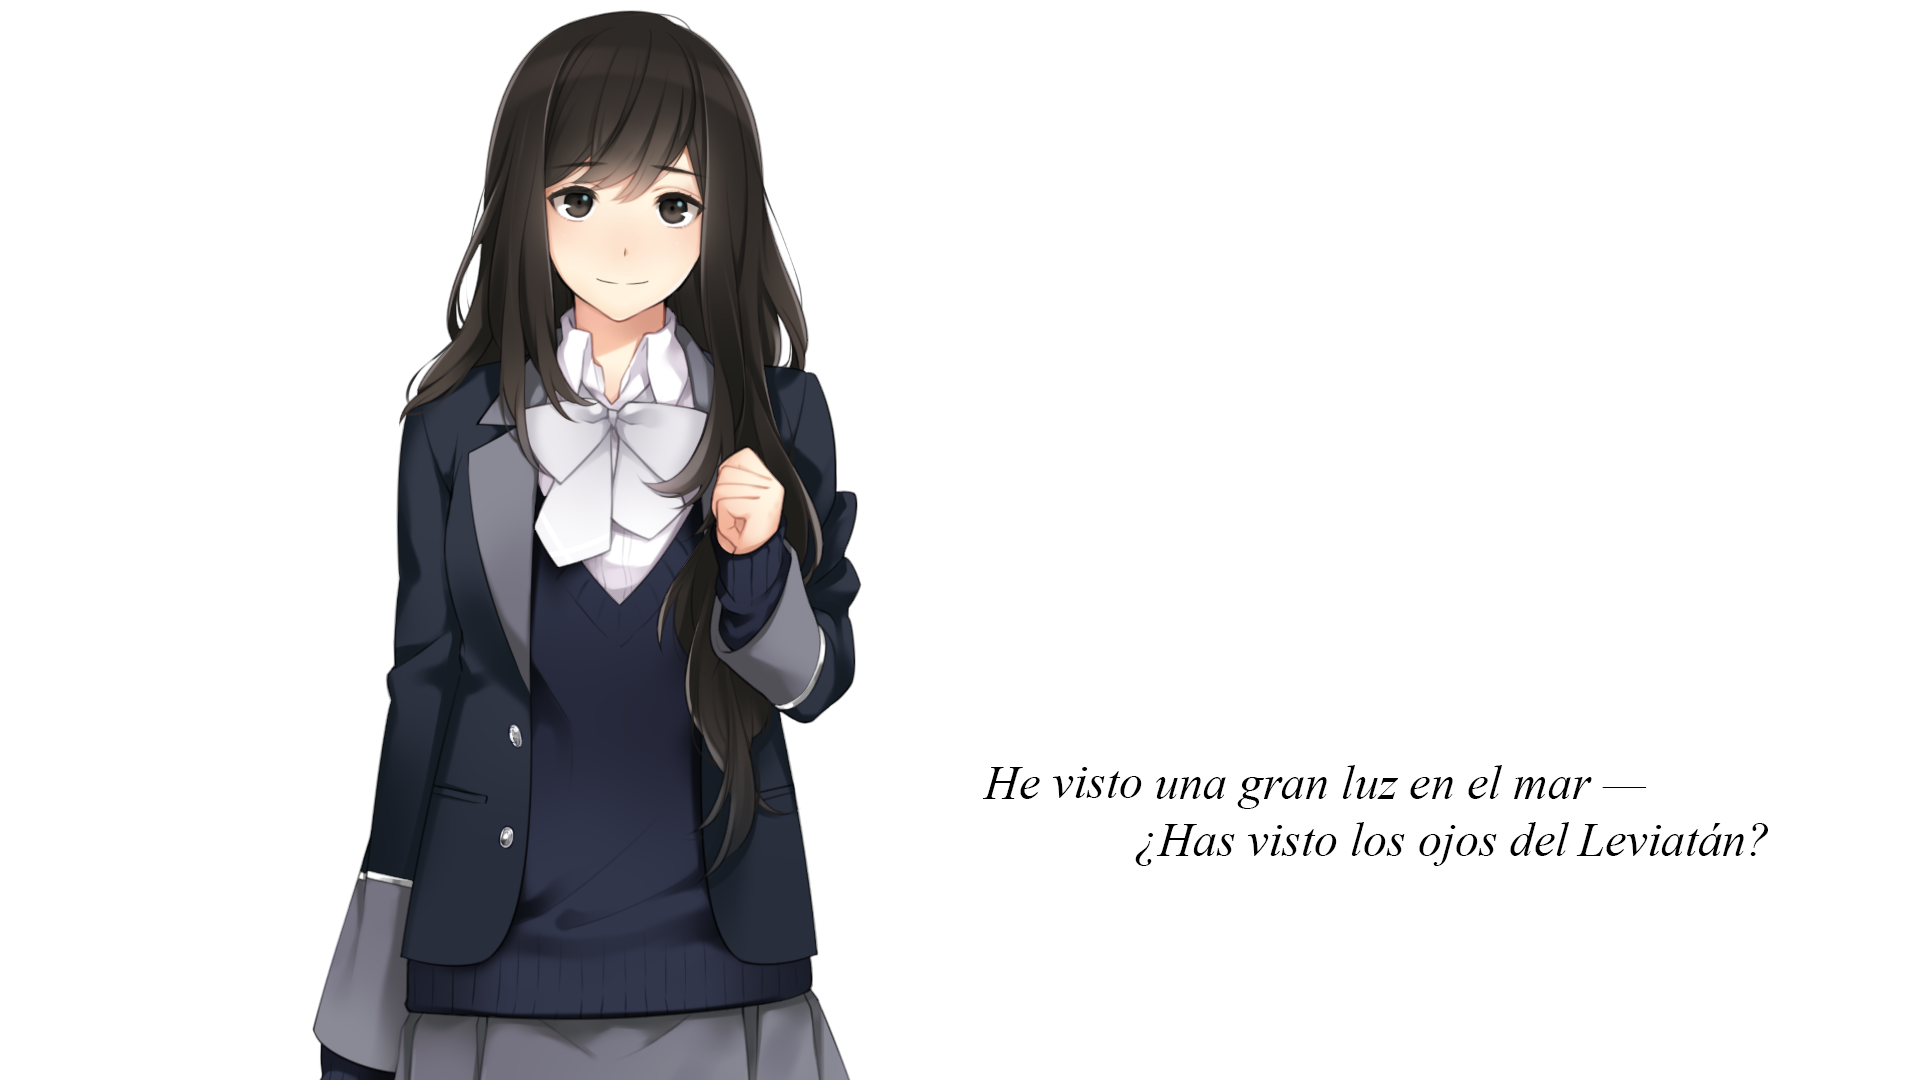 He visto una gran luz en el mar —
¿Has visto los ojos del Leviatán?